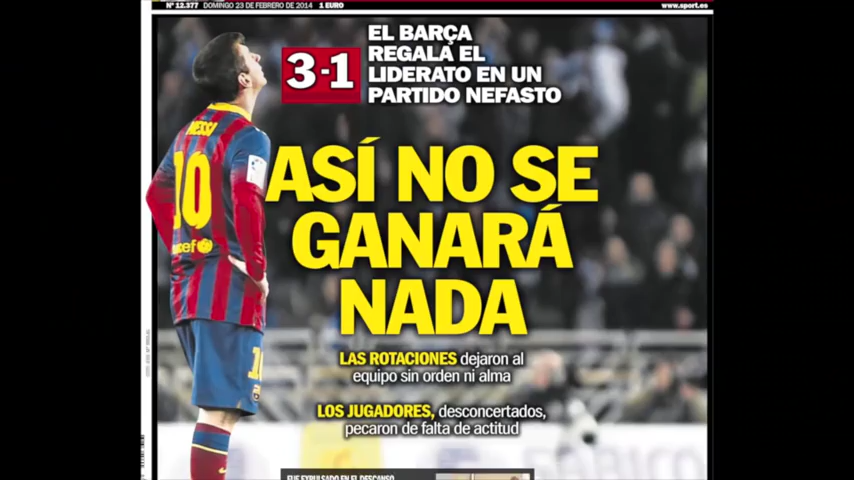 Nº 12.377 DOMINGO 23 DE FEBRERO DE 2014 1 EURO www.sport.es
EL BARÇA
REGALA EL
LIDERATO EN UN
PARTIDO NEFASTO
3-1
MESSI
10
unicef
ASÍ NO SE
GANARÁ
NADA
LAS ROTACIONES dejaron al
equipo sin orden ni alma
LOS JUGADORES, desconcertados,
pecaron de falta de actitud
10
FUE EXPULSADO EN EL DESCANSO